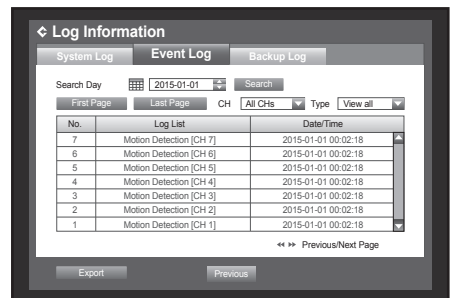 Log Information
System Log Event Log Backup Log
Search Day 2015-01-01 Search
First Page Last Page CH All CHs Type View all
No. Log List Date/Time
7 Motion Detection [CH 7] 2015-01-01 00:02:18
6 Motion Detection [CH 6] 2015-01-01 00:02:18
5 Motion Detection [CH 5] 2015-01-01 00:02:18
4 Motion Detection [CH 4] 2015-01-01 00:02:18
3 Motion Detection [CH 3] 2015-01-01 00:02:18
2 Motion Detection [CH 2] 2015-01-01 00:02:18
1 Motion Detection [CH 1] 2015-01-01 00:02:18
Previous/Next Page
Export Previous